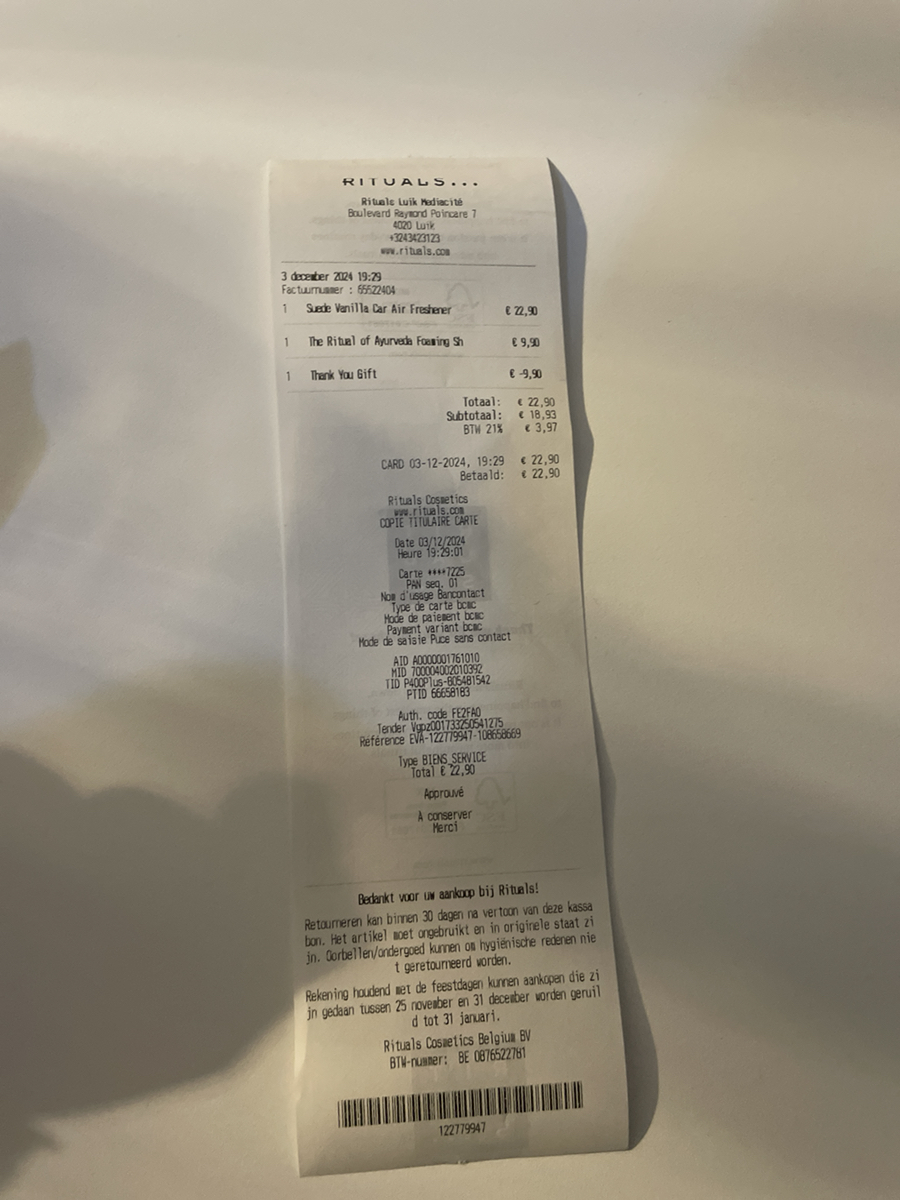 RITUALS...
Rituals Luik Mediacité
Boulevard Raymond Poincare 7
4020 Luik
+3243423123
www.rituals.com
3 december 2024 19:29
Factuurnummer : 65522404
1 Suede Vanilla Car Air Freshener € 22,90
1 The Ritual of Ayurveda Foaming Sh € 9,90
1 Thank You Gift € -9,90
Totaal: € 22,90
Subtotaal: € 18,93
BTW 21% € 3,97
CARD 03-12-2024, 19:29 € 22,90
Betaald: € 22,90
Rituals Cosmetics
www.rituals.com
COPIE TITULAIRE CARTE
Date 03/12/2024
Heure 19:29:01
Carte ****7225
PAN seq. 01
Nom d'usage Bancontact
Type de carte bcmc
Mode de paiement bcmc
Payment variant bcmc
Mode de saisie Puce sans contact
AID A0000001761010
MID 700004002010392
TID P400Plus-805481542
PTID 66658183
Auth. code FE2FA0
Tender Vgpz001733250541275
Référence EVA-122779947-108658669
Type BIENS_SERVICE
Total € 22,90
Approuvé
A conserver
Merci
Bedankt voor uw aankoop bij Rituals!
Retourneren kan binnen 30 dagen na vertoon van deze kassa
bon. Het artikel moet ongebruikt en in originele staat zi
jn. Oorbellen/ondergoed kunnen om hygiënische redenen nie
t geretourneerd worden.
Rekening houdend met de feestdagen kunnen aankopen die zi
jn gedaan tussen 25 november en 31 december worden geruil
d tot 31 januari.
Rituals Cosmetics Belgium BV
BTW-nummer: BE 0876522781
122779947